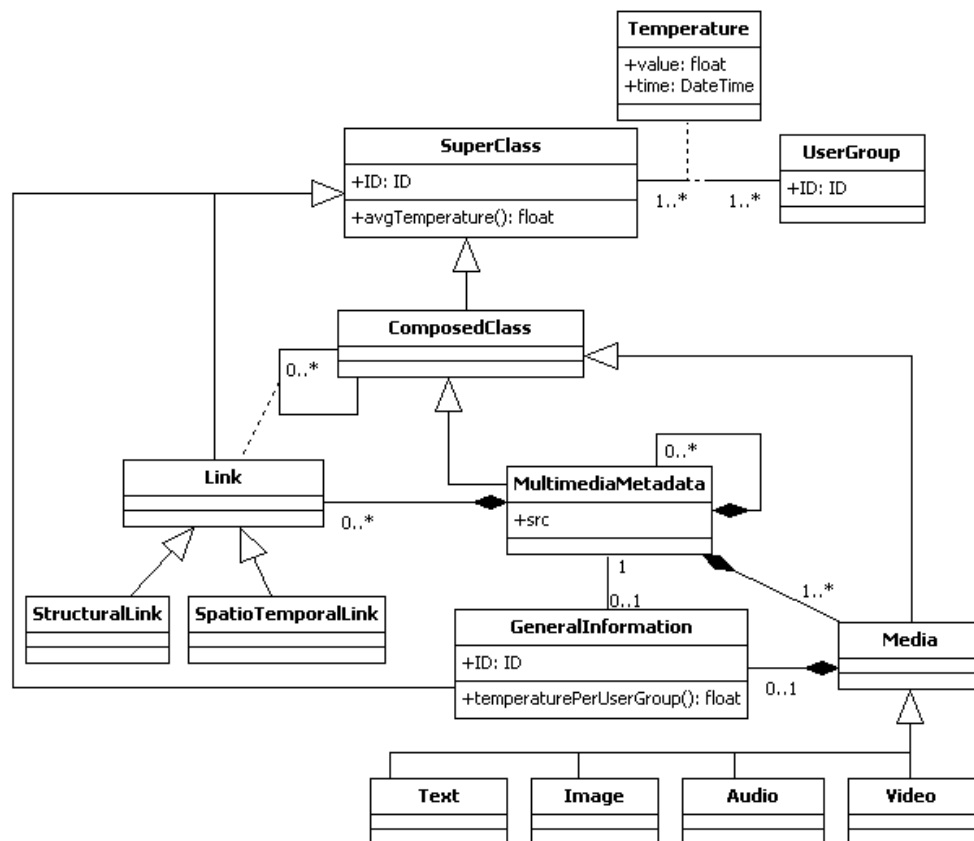 Temperature
+value: float
+time: DateTime
SuperClass
+ID: ID
+avgTemperature(): float
1..*
1..*
UserGroup
+ID: ID
ComposedClass
0..*
Link
0..*
MultimediaMetadata
+src
0..*
1
0..1
1..*
StructuralLink
SpatioTemporalLink
GeneralInformation
+ID: ID
+temperaturePerUserGroup(): float
0..1
Media
Text
Image
Audio
Video